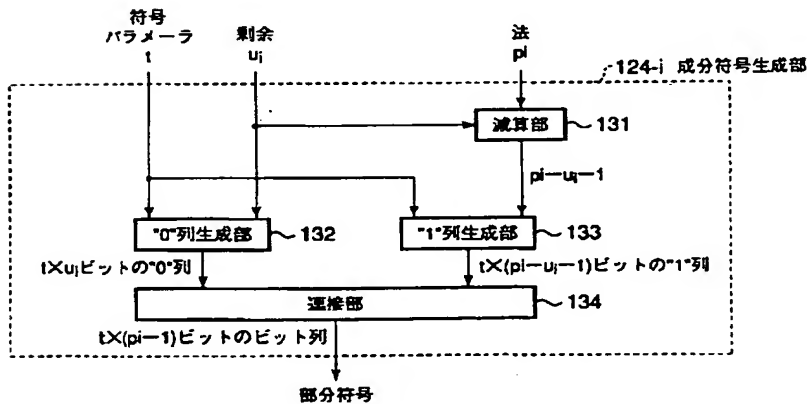 符号
パラメーラ
t
剰余
ui
法
pi
124-i 成分符号生成部
減算部
131
pi-ui-1
"0"列生成部
132
"1"列生成部
133
t×uiビットの"0"列
t×(pi-ui-1)ビットの"1"列
連接部
134
t×(pi-1)ビットのビット列
部分符号